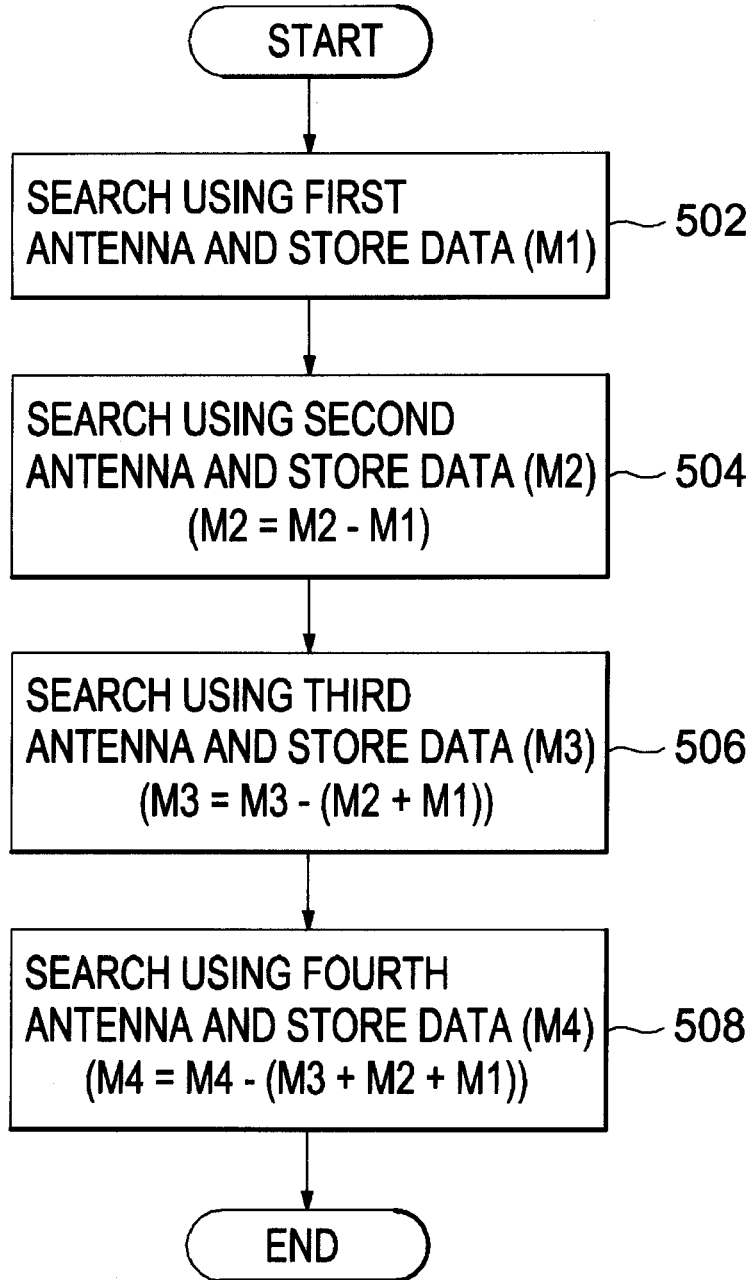 START
SEARCH USING FIRST
ANTENNA AND STORE DATA (M1)
502
SEARCH USING SECOND
ANTENNA AND STORE DATA (M2)
(M2 = M2 - M1)
504
SEARCH USING THIRD
ANTENNA AND STORE DATA (M3)
(M3 = M3 - (M2 + M1))
506
SEARCH USING FOURTH
ANTENNA AND STORE DATA (M4)
(M4 = M4 - (M3 + M2 + M1))
508
END